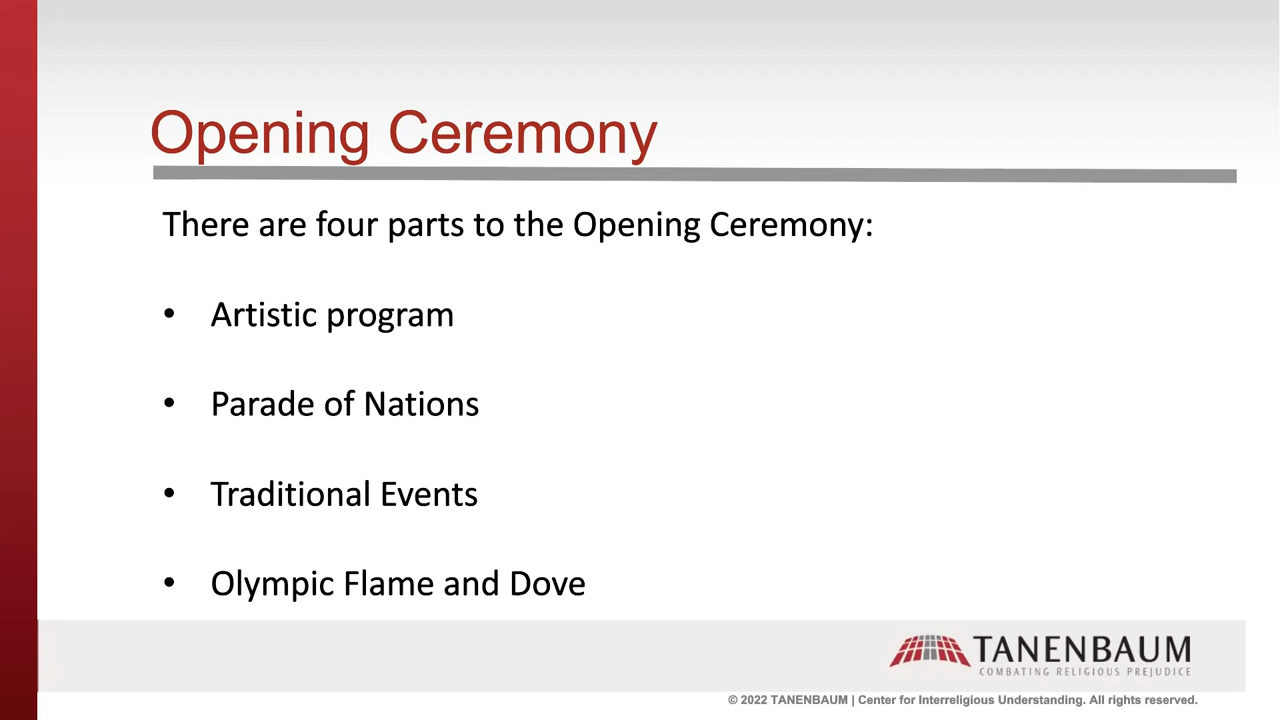 Opening Ceremony
There are four parts to the Opening Ceremony:
• Artistic program
• Parade of Nations
• Traditional Events
• Olympic Flame and Dove
TANENBAUM
COMBATING RELIGIOUS PREJUDICE
© 2022 TANENBAUM | Center for Interreligious Understanding. All rights reserved.